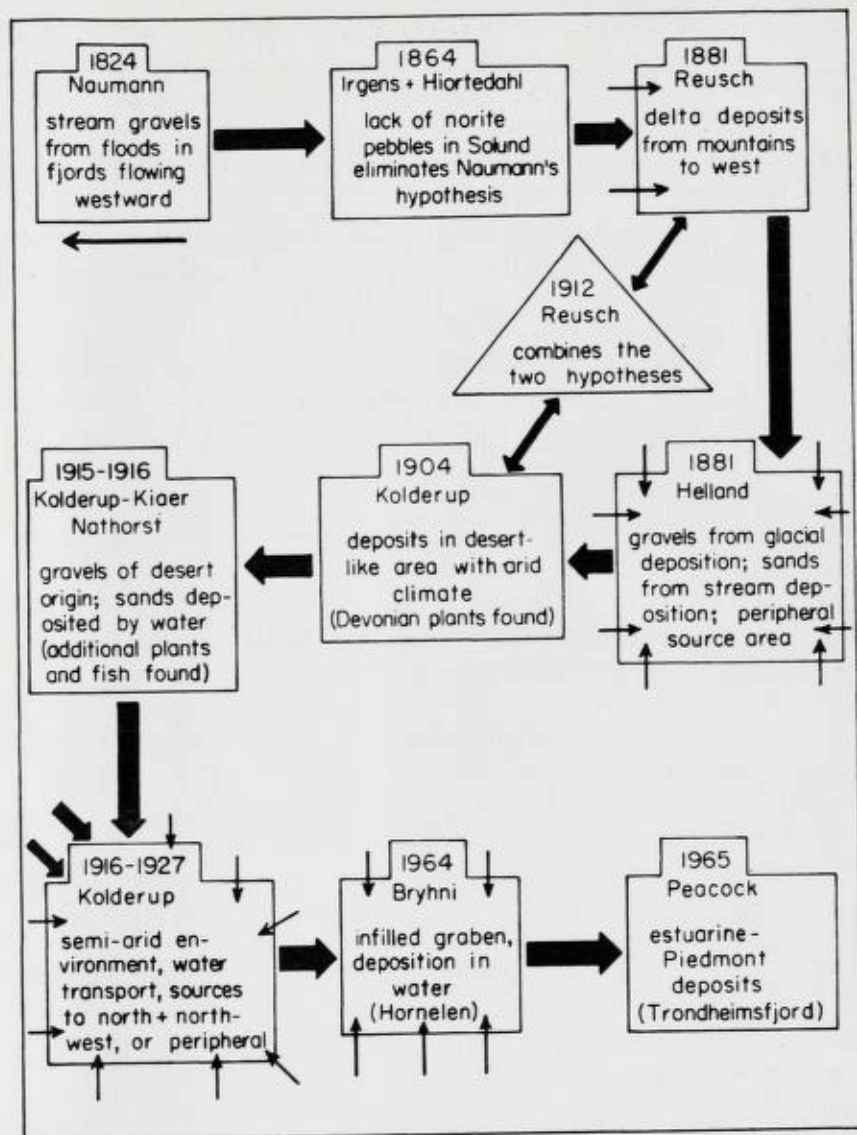 1824
Naumann
stream gravels
from floods in
fjords flowing
westward
1864
Irgens + Hiortedahl
lack of norite
pebbles in Solund
eliminates Naumann's
hypothesis
1881
Reusch
delta deposits
from mountains
to west
1912
Reusch
combines the
two hypotheses
1881
Helland
gravels from glacial
deposition; sands
from stream dep-
osition; peripheral
source area
1904
Kolderup
deposits in desert-
like area with arid
climate
(Devonian plants found)
1915-1916
Kolderup-Kiaer
Nathorst
gravels of desert
origin; sands dep-
osited by water
(additional plants
and fish found)
1916-1927
Kolderup
semi-arid en-
vironment, water
transport, sources
to north + north-
west, or peripheral
1964
Bryhni
infilled graben,
deposition in
water
(Hornelen)
1965
Peacock
estuarine-
Piedmont
deposits
(Trondheimsfjord)